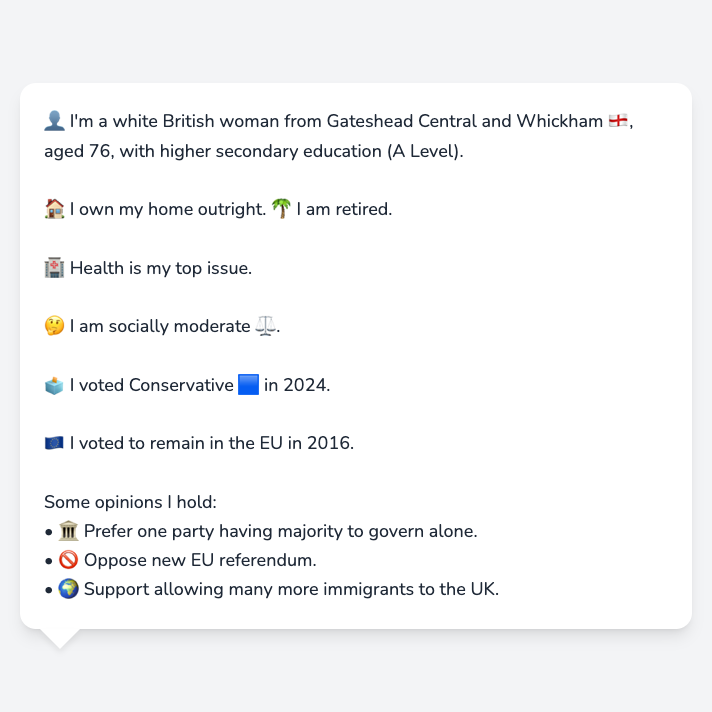 👤 I'm a white British woman from Gateshead Central and Whickham 🏴󠁧󠁢󠁥󠁮󠁧󠁿,
aged 76, with higher secondary education (A Level).
🏠 I own my home outright. 🌴 I am retired.
🏥 Health is my top issue.
🤔 I am socially moderate ⚖️.
🗳️ I voted Conservative 🟦 in 2024.
🇪🇺 I voted to remain in the EU in 2016.
Some opinions I hold:
• 🏛️ Prefer one party having majority to govern alone.
• 🚫 Oppose new EU referendum.
• 🌍 Support allowing many more immigrants to the UK.